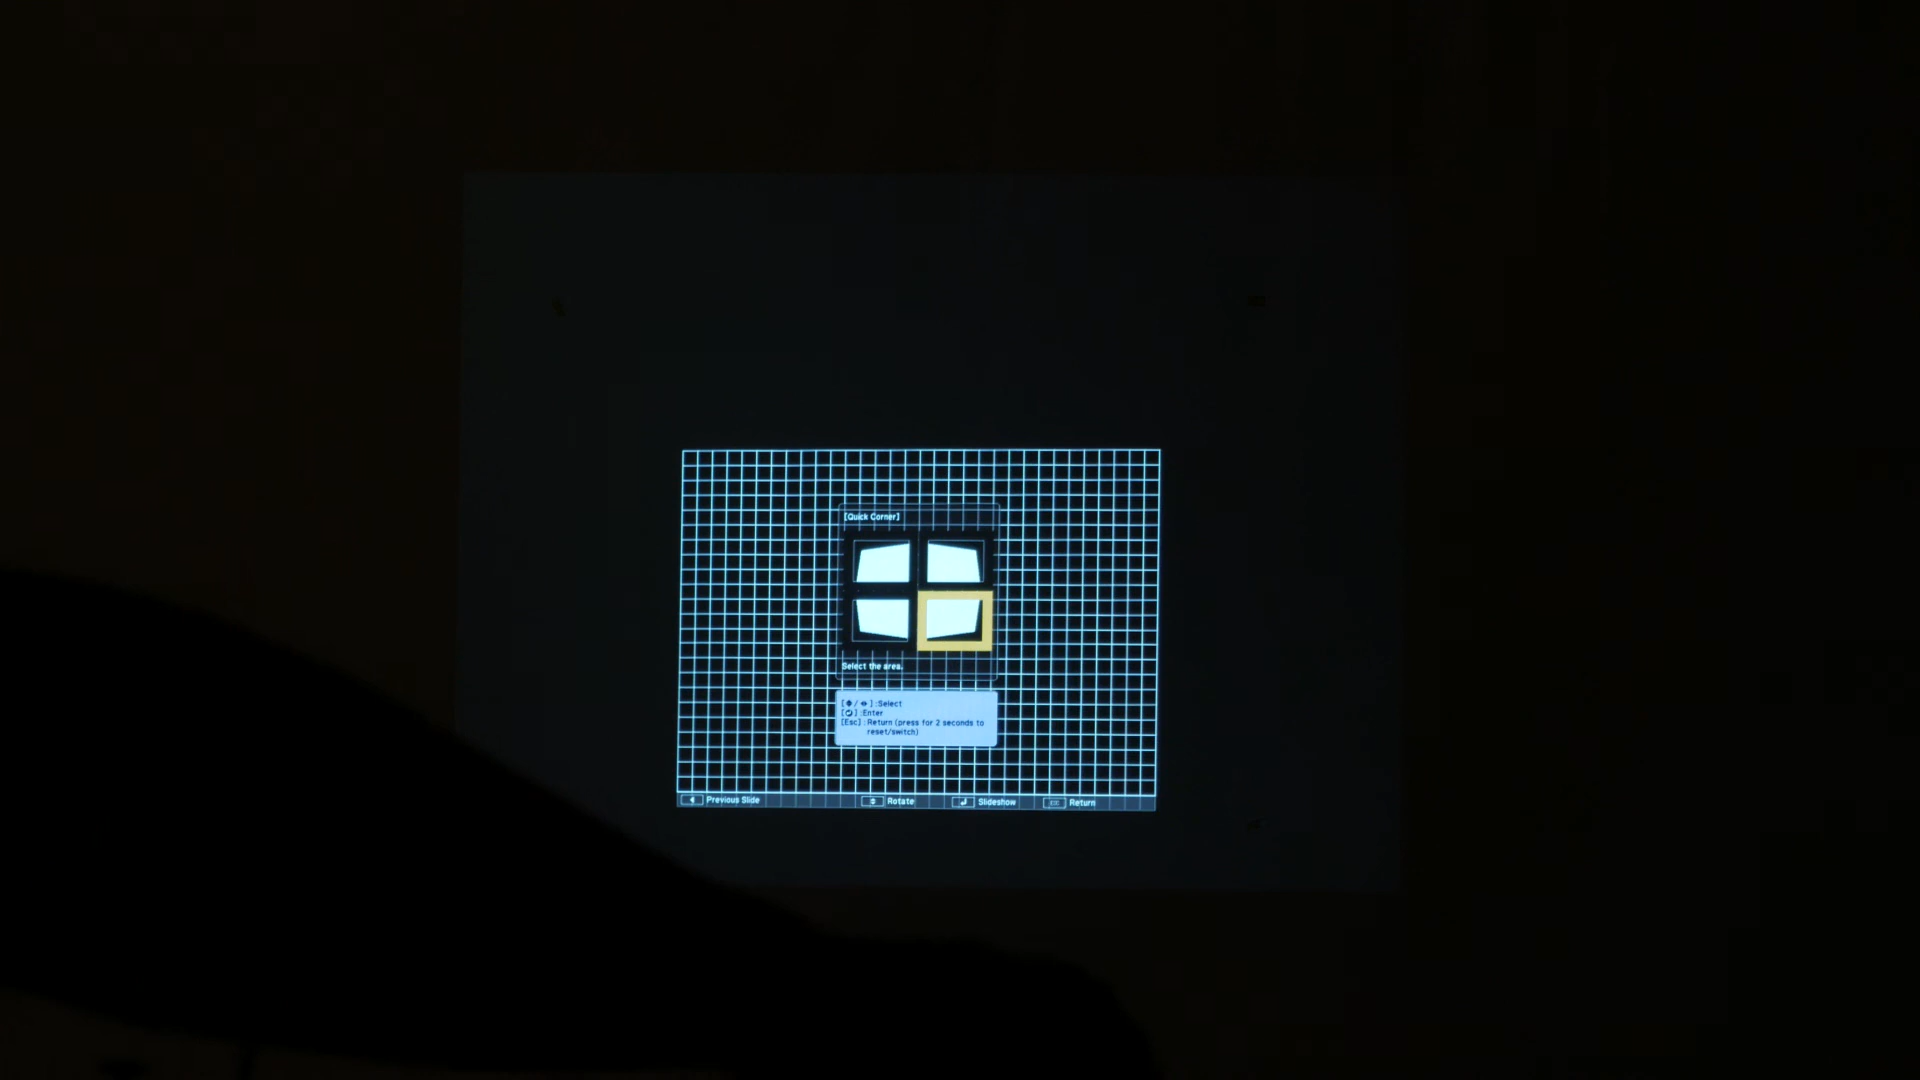 [Quick Corner]
Select the area.
[◆/◆] :Select
[↵] :Enter
[Esc] : Return (press for 2 seconds to
reset/switch)
Previous Slide Rotate Slideshow Esc Return